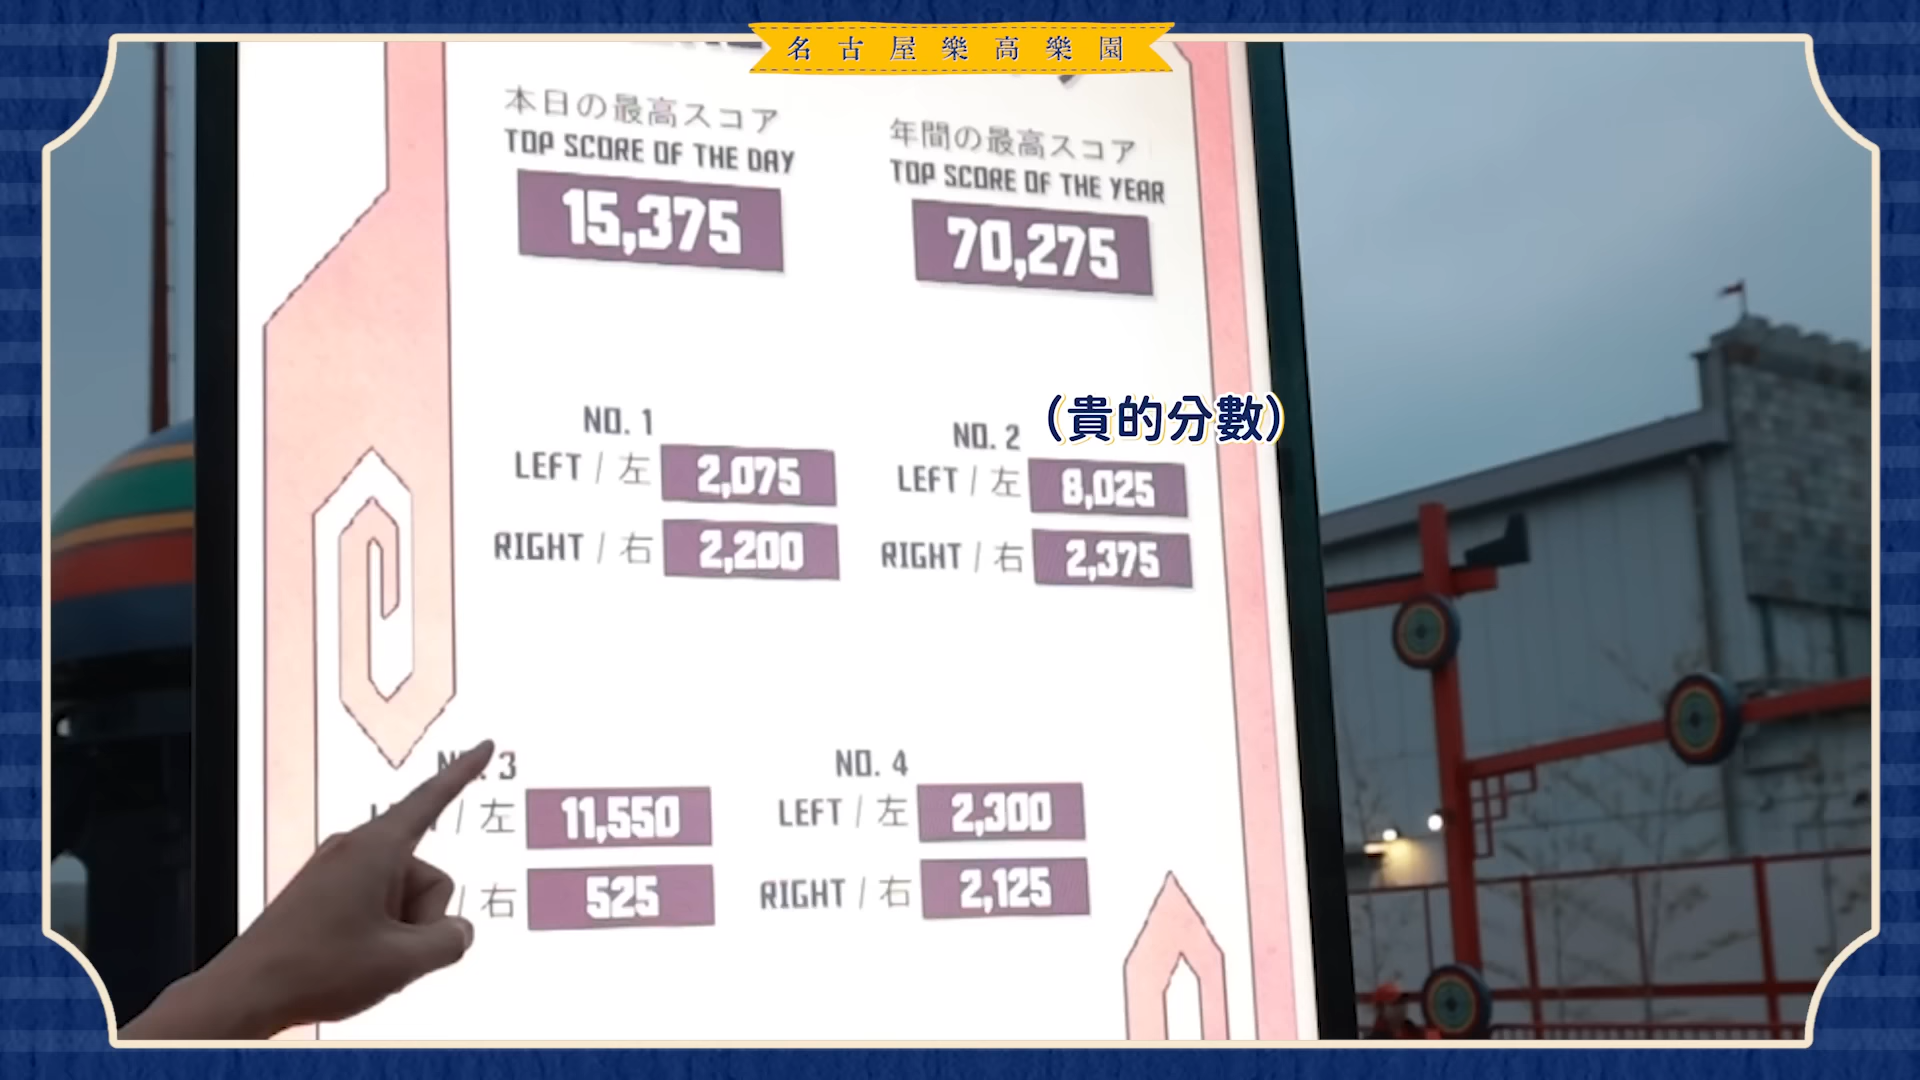 名古屋樂高樂園
本日の最高スコア
TOP SCORE OF THE DAY
15,375
年間の最高スコア
TOP SCORE OF THE YEAR
70,275
NO. 1
LEFT / 左 2,075
RIGHT / 右 2,200
NO. 2
(貴的分數)
LEFT / 左 8,025
RIGHT / 右 2,375
3
/ 左 11,550
/ 右 525
NO. 4
LEFT / 左 2,300
RIGHT / 右 2,125